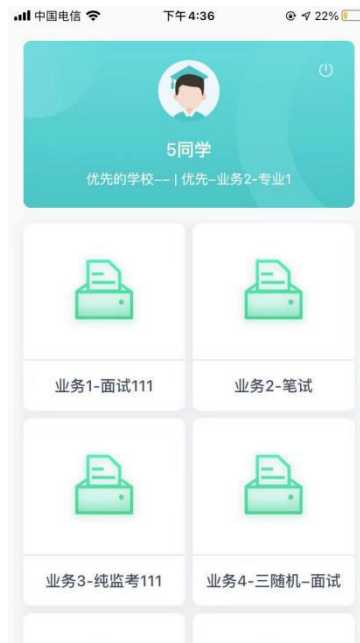 中国电信 下午4:36 22%
5同学
优先的学校-- | 优先-业务2-专业1
业务1-面试111 业务2-笔试
业务3-纯监考111 业务4-三随机-面试